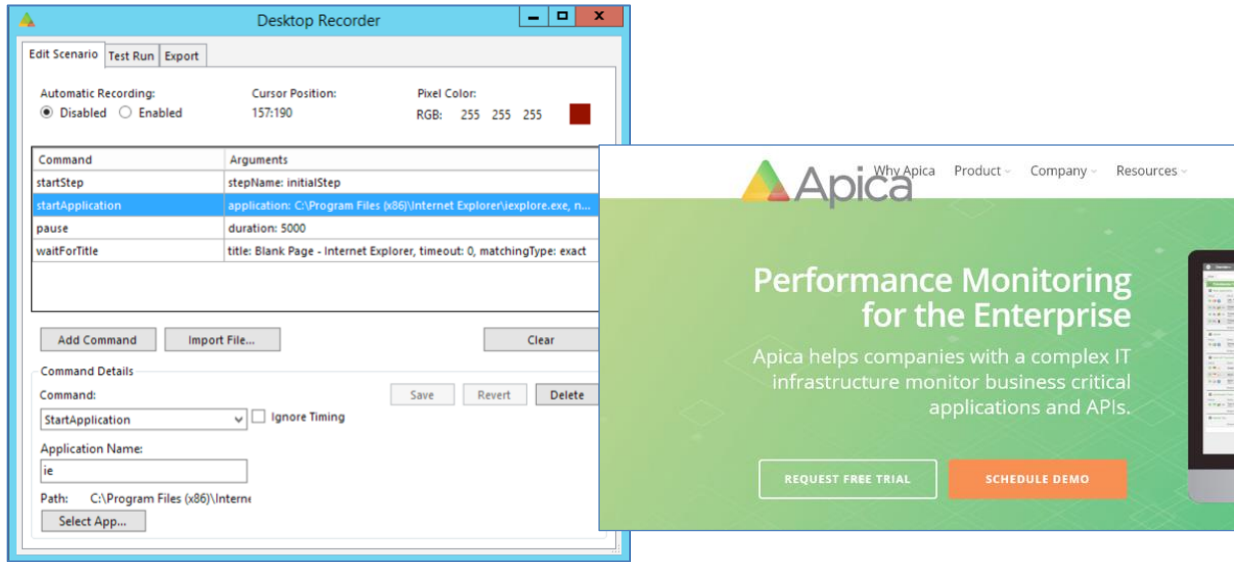 Desktop Recorder
Edit Scenario Test Run Export
Automatic Recording: Cursor Position: Pixel Color:
Disabled Enabled 157:190 RGB: 255 255 255
Command Arguments
startStep stepName: initialStep
startApplication application: C:\Program Files (x86)\Internet Explorer\iexplore.exe, n...
pause duration: 5000
waitForTitle title: Blank Page - Internet Explorer, timeout: 0, matchingType: exact
Add Command Import File... Clear
Command Details
Command: Save Revert Delete
StartApplication Ignore Timing
Application Name:
ie
Path: C:\Program Files (x86)\Interne
Select App...
Apica Why Apica Product Company Resources
Performance Monitoring
for the Enterprise
Apica helps companies with a complex IT
infrastructure monitor business critical
applications and APIs.
REQUEST FREE TRIAL SCHEDULE DEMO